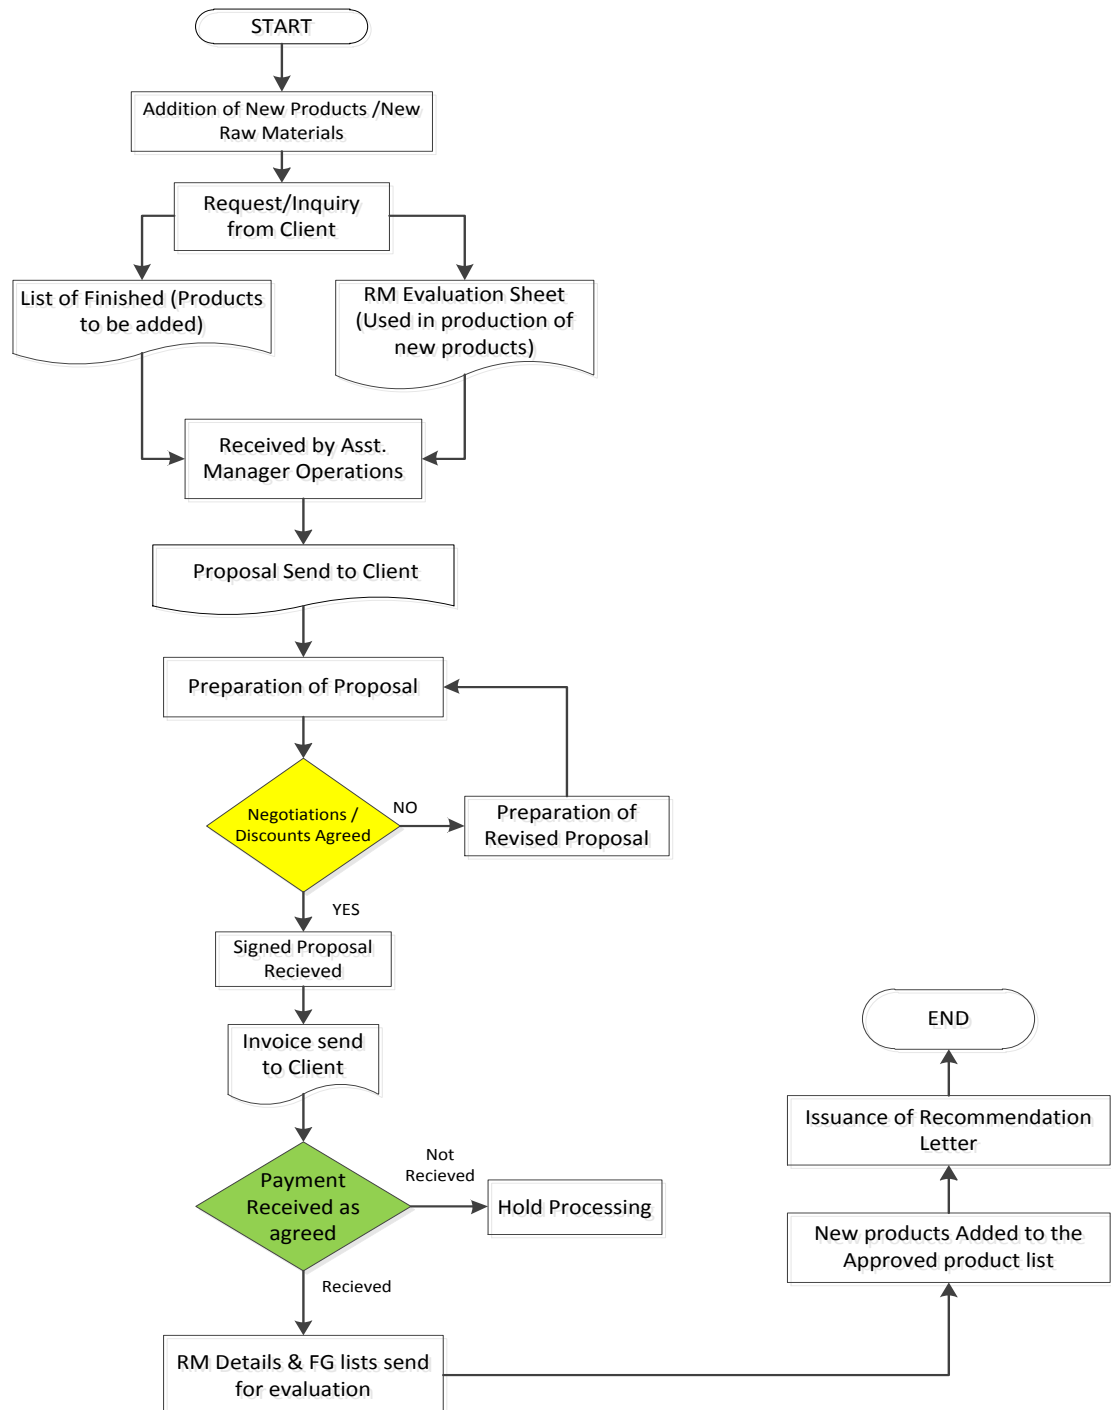 START
Addition of New Products /New
Raw Materials
Request/Inquiry
from Client
List of Finished (Products
to be added)
RM Evaluation Sheet
(Used in production of
new products)
Received by Asst.
Manager Operations
Proposal Send to Client
Preparation of Proposal
Negotiations /
Discounts Agreed
NO
Preparation of
Revised Proposal
YES
Signed Proposal
Recieved
Invoice send
to Client
Payment
Received as
agreed
Not
Recieved
Hold Processing
Recieved
RM Details & FG lists send
for evaluation
New products Added to the
Approved product list
Issuance of Recommendation
Letter
END